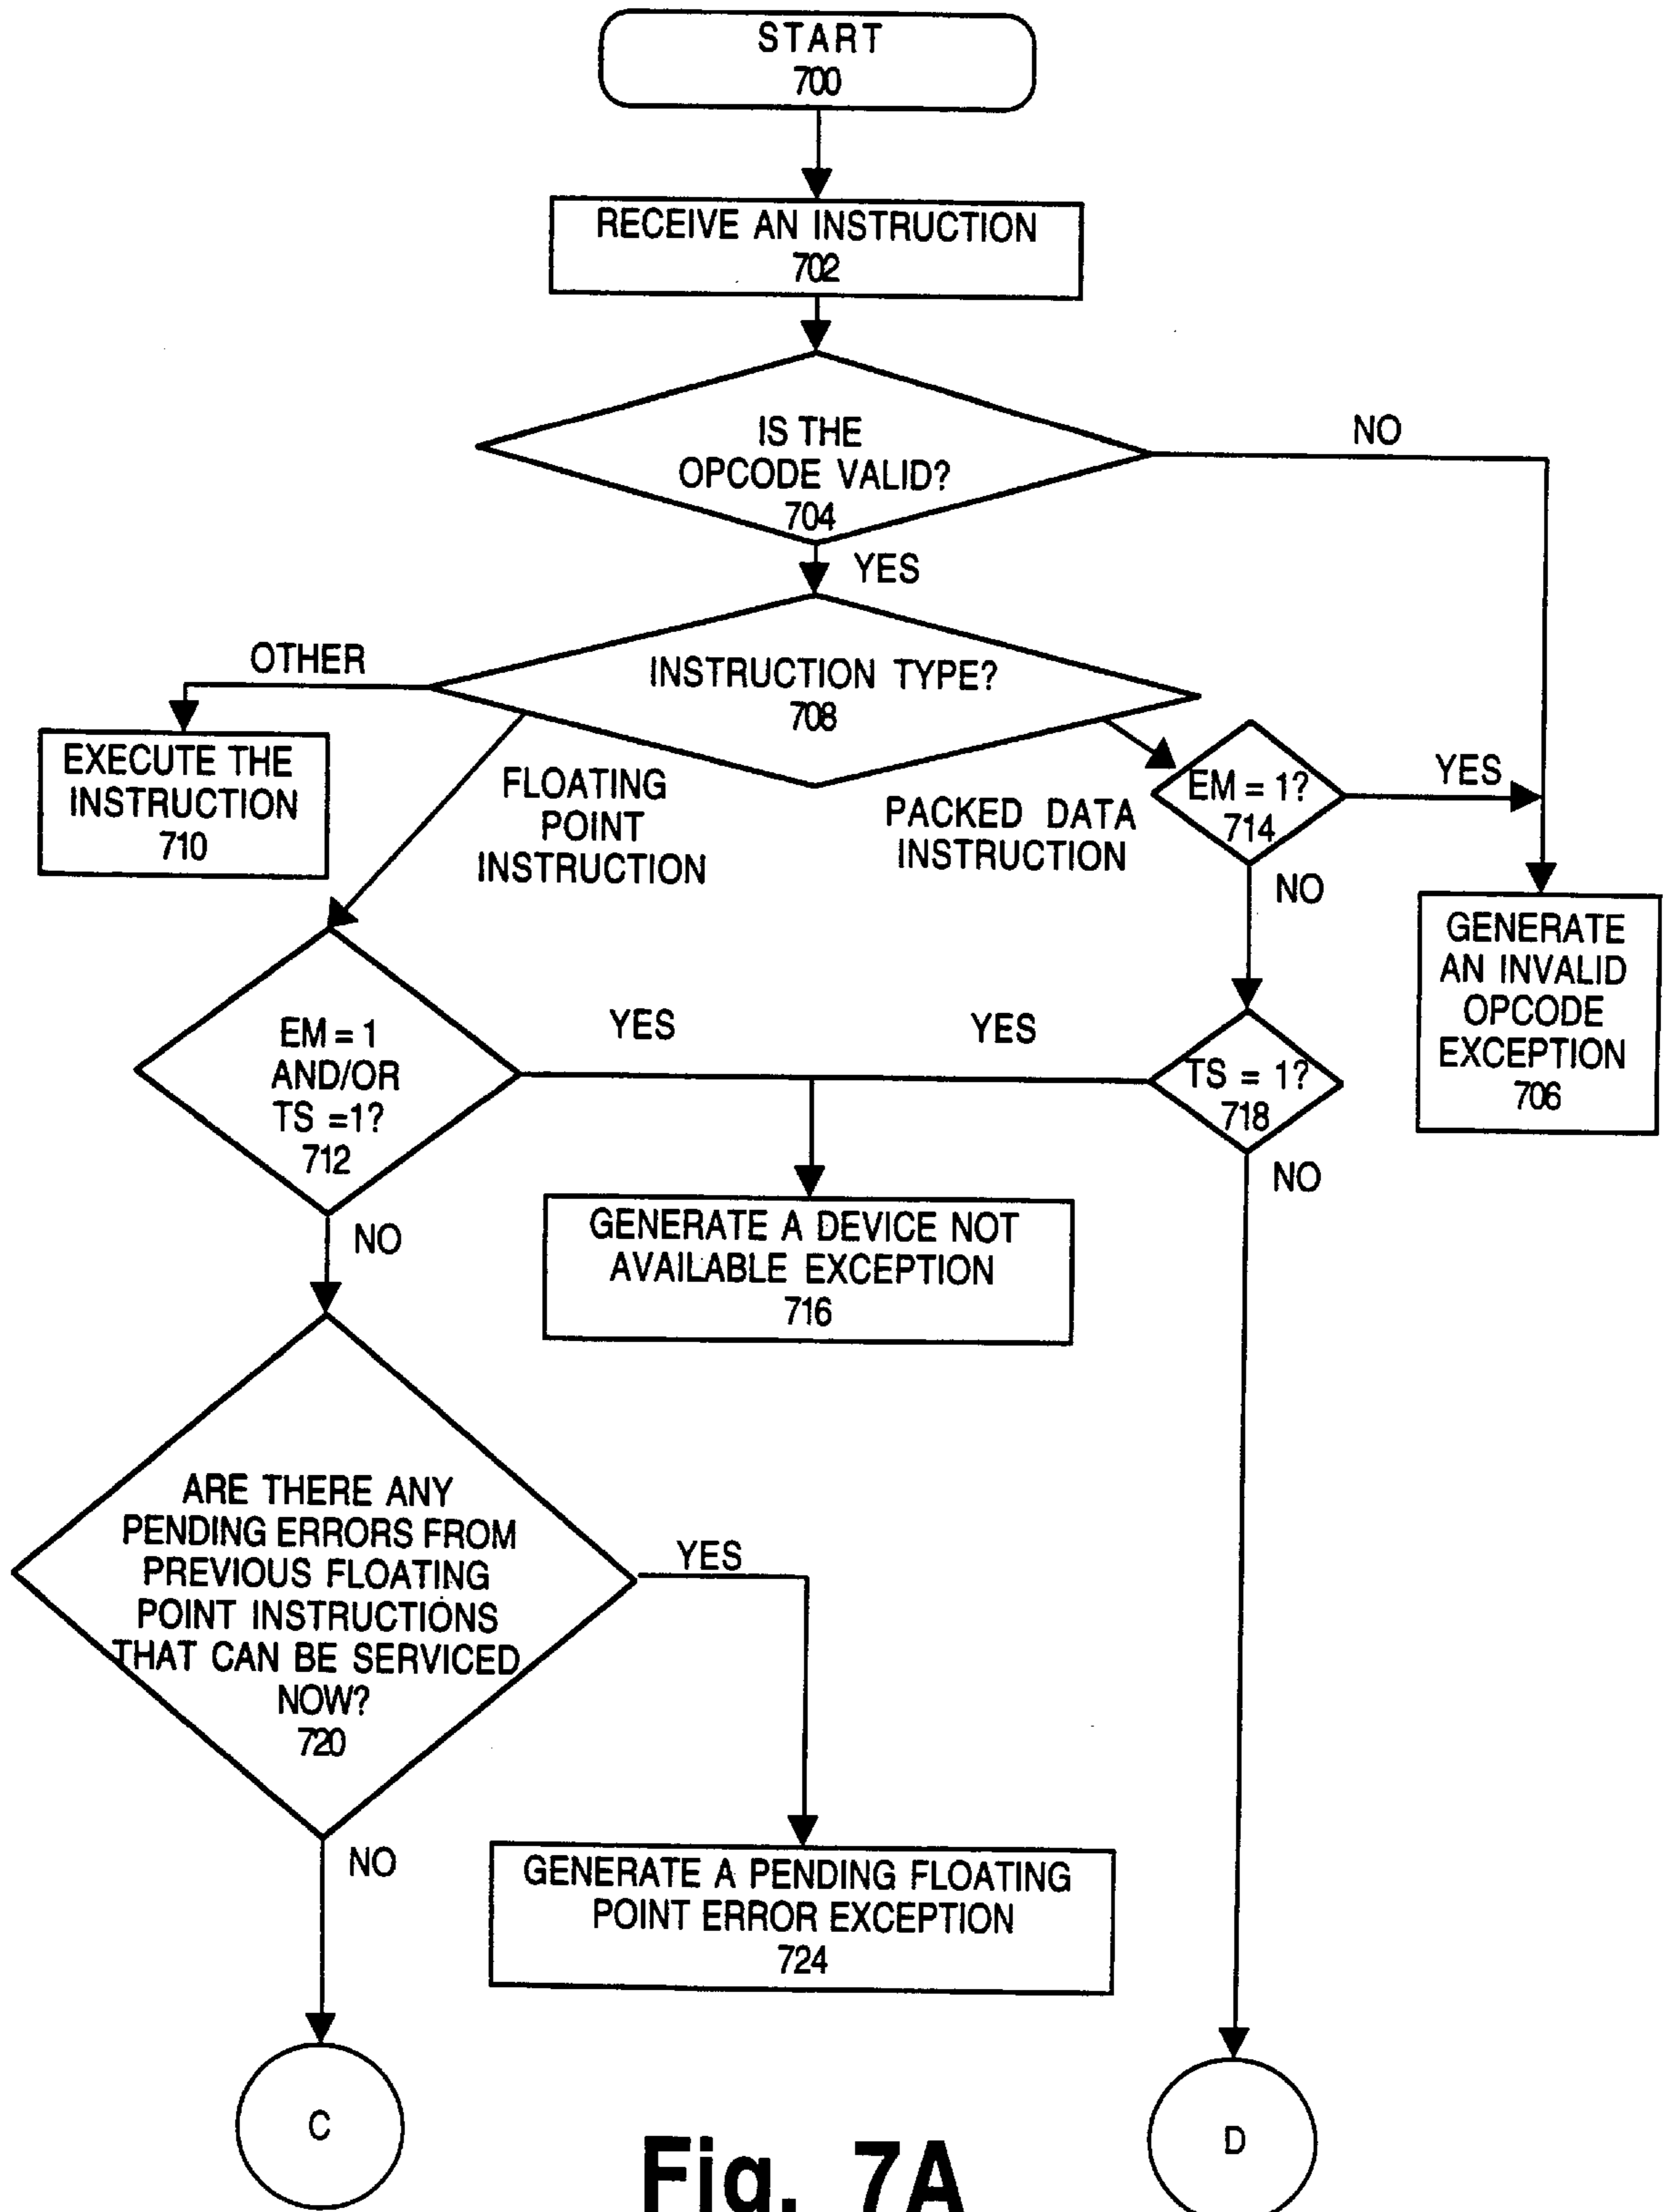 START
700
RECEIVE AN INSTRUCTION
702
IS THE
OPCODE VALID?
704
NO
YES
OTHER
INSTRUCTION TYPE?
708
EXECUTE THE
INSTRUCTION
710
FLOATING
POINT
INSTRUCTION
PACKED DATA
INSTRUCTION
EM = 1?
714
YES
NO
GENERATE
AN INVALID
OPCODE
EXCEPTION
706
EM = 1
AND/OR
TS =1?
712
YES
YES
TS = 1?
718
NO
NO
GENERATE A DEVICE NOT
AVAILABLE EXCEPTION
716
ARE THERE ANY
PENDING ERRORS FROM
PREVIOUS FLOATING
POINT INSTRUCTIONS
THAT CAN BE SERVICED
NOW?
720
YES
NO
GENERATE A PENDING FLOATING
POINT ERROR EXCEPTION
724
C
D
Fig. 7A